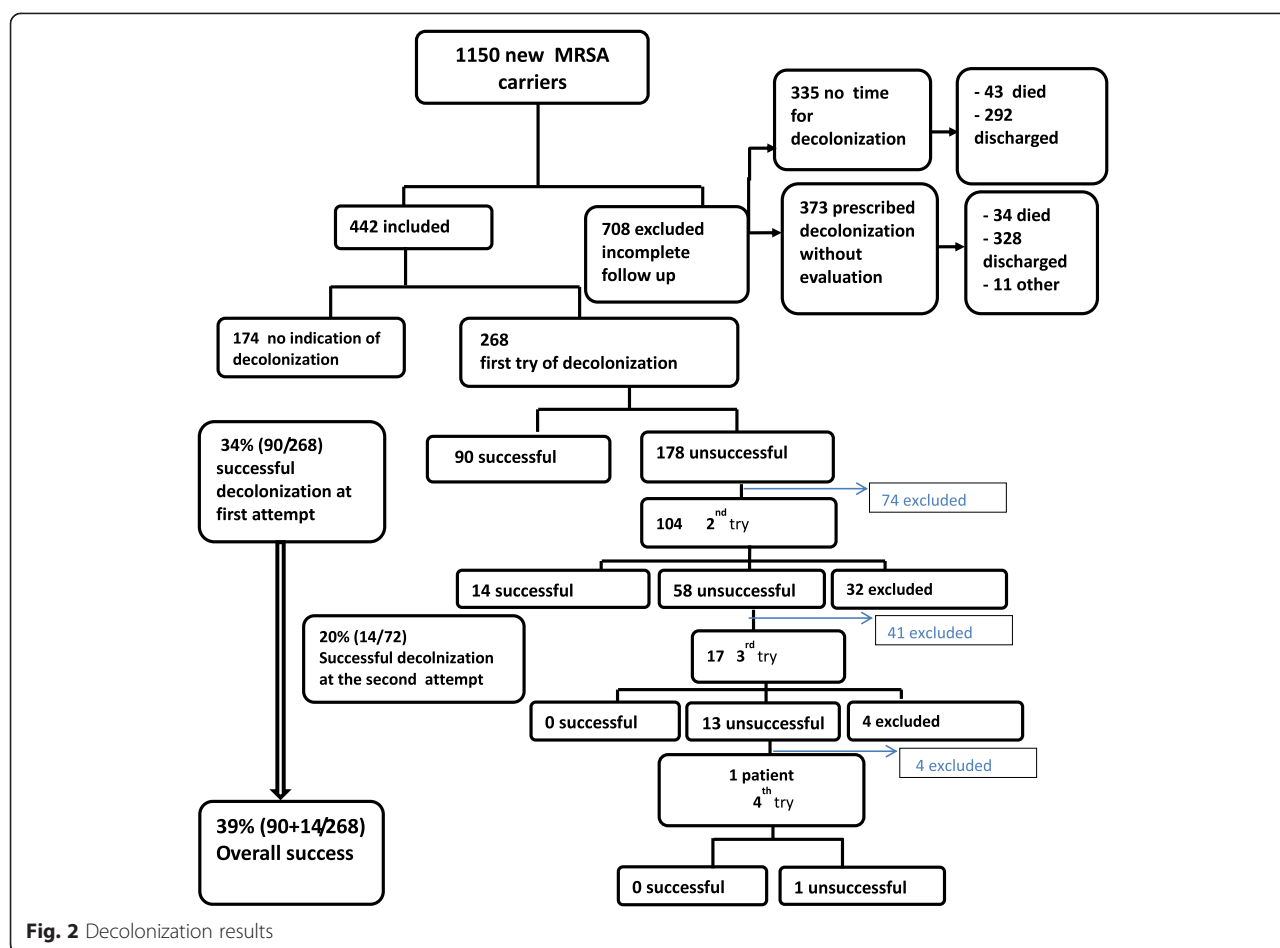 1150 new MRSA
carriers
335 no time
for
decolonization
- 43 died
- 292
discharged
442 included
708 excluded
incomplete
follow up
373 prescribed
decolonization
without
evaluation
- 34 died
- 328
discharged
- 11 other
174 no indication of
decolonization
268
first try of decolonization
34% (90/268)
successful
decolonization at
first attempt
90 successful
178 unsuccessful
74 excluded
104 2nd try
14 successful
58 unsuccessful
32 excluded
41 excluded
20% (14/72)
Successful decolnization
at the second attempt
17 3rd try
0 successful
13 unsuccessful
4 excluded
4 excluded
1 patient
4th try
39% (90+14/268)
Overall success
0 successful
1 unsuccessful
Fig. 2 Decolonization results